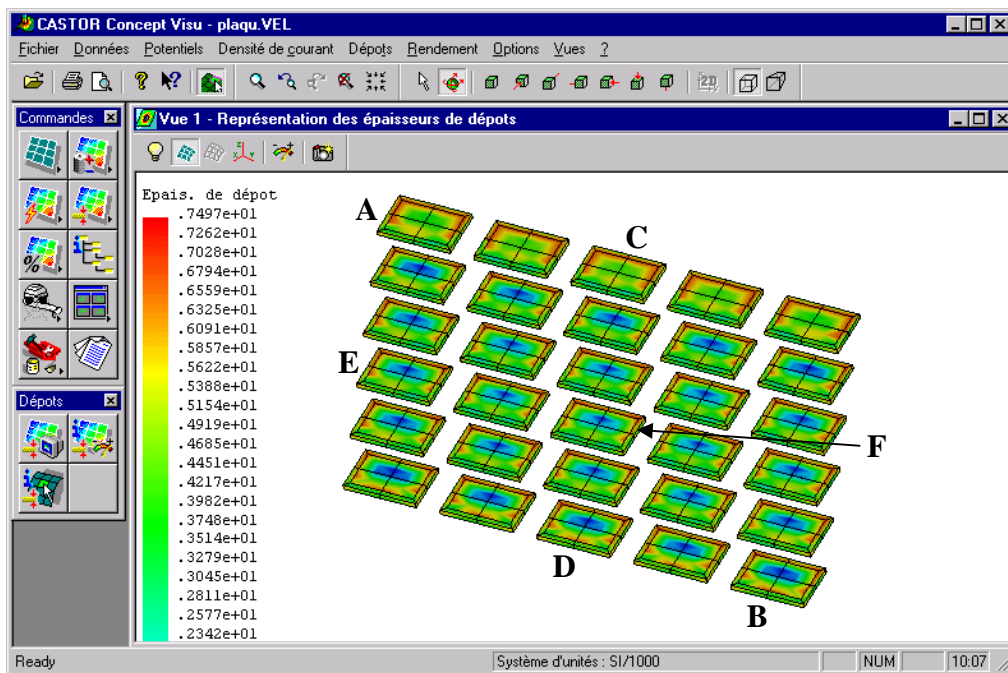 CASTOR Concept Visu - plaqu.VEL
Fichier Données Potentiels Densité de courant Dépots Rendement Options Vues ?
Commandes
Vue 1 - Représentation des épaisseurs de dépots
Epais. de dépot
.7497e+01
.7262e+01
.7028e+01
.6794e+01
.6559e+01
.6325e+01
.6091e+01
.5857e+01
.5622e+01
.5388e+01
.5154e+01
.4919e+01
.4685e+01
.4451e+01
.4217e+01
.3982e+01
.3748e+01
.3514e+01
.3279e+01
.3045e+01
.2811e+01
.2577e+01
.2342e+01
A
C
E
F
D
B
Dépots
Ready
Système d'unités : SI/1000
NUM
10:07